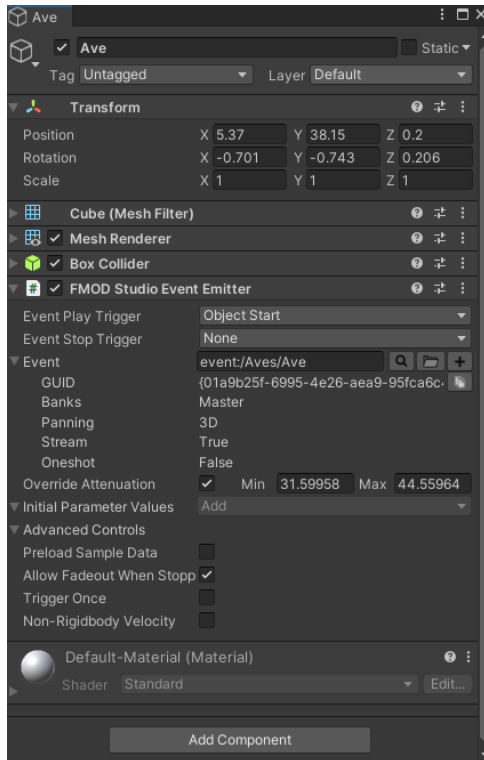 Ave
Ave Static
Tag Untagged Layer Default
Transform
Position X 5.37 Y 38.15 Z 0.2
Rotation X -0.701 Y -0.743 Z 0.206
Scale X 1 Y 1 Z 1
Cube (Mesh Filter)
Mesh Renderer
Box Collider
# FMOD Studio Event Emitter
Event Play Trigger Object Start
Event Stop Trigger None
Event event:/Aves/Ave
GUID {01a9b25f-6995-4e26-aea9-95fca6c
Banks Master
Panning 3D
Stream True
Oneshot False
Override Attenuation Min 31.59958 Max 44.55964
Initial Parameter Values Add
Advanced Controls
Preload Sample Data
Allow Fadeout When Stopp
Trigger Once
Non-Rigidbody Velocity
Default-Material (Material)
Shader Standard Edit...
Add Component